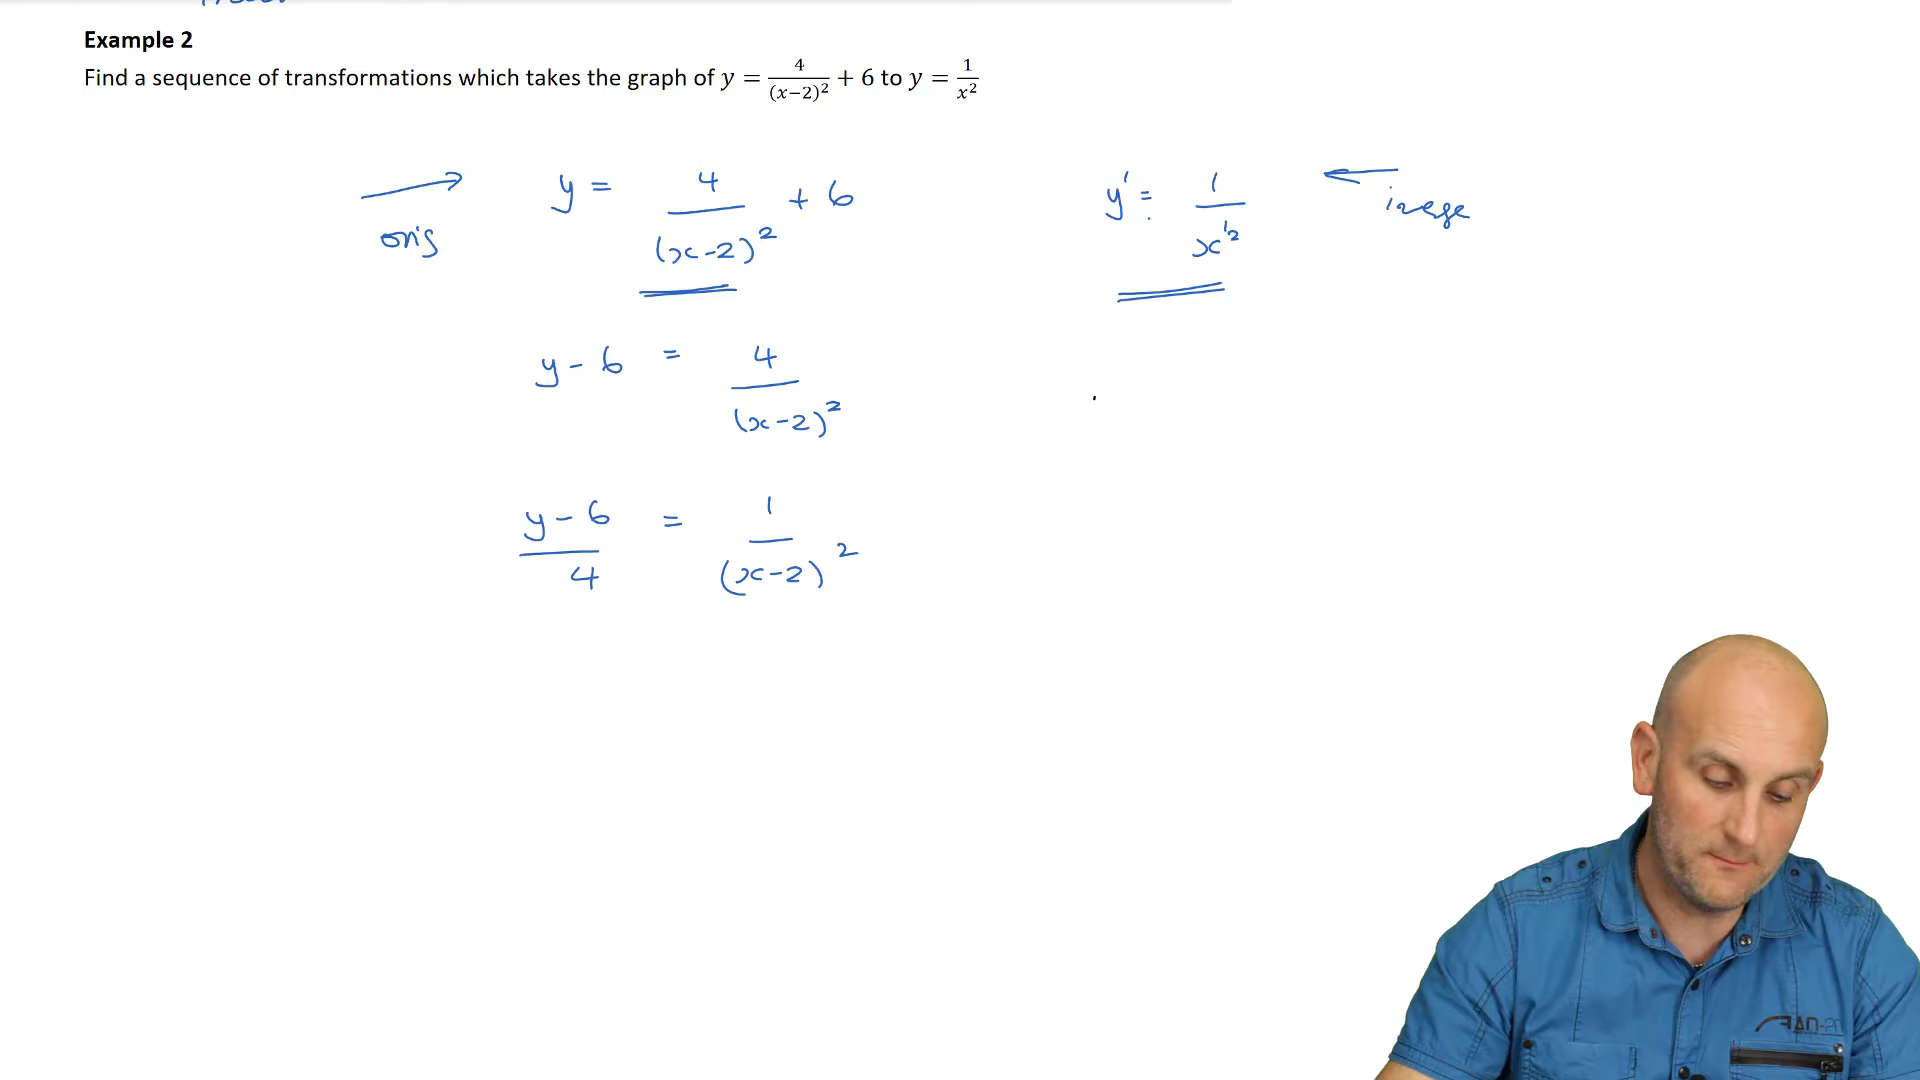 Example 2
Find a sequence of transformations which takes the graph of y = 4/(x−2)² + 6 to y = 1/x²
y = 4/(x-2)² + 6
y' = 1/x'²
image
orig
y - 6 = 4/(x-2)²
(y - 6)/4 = 1/(x-2)²